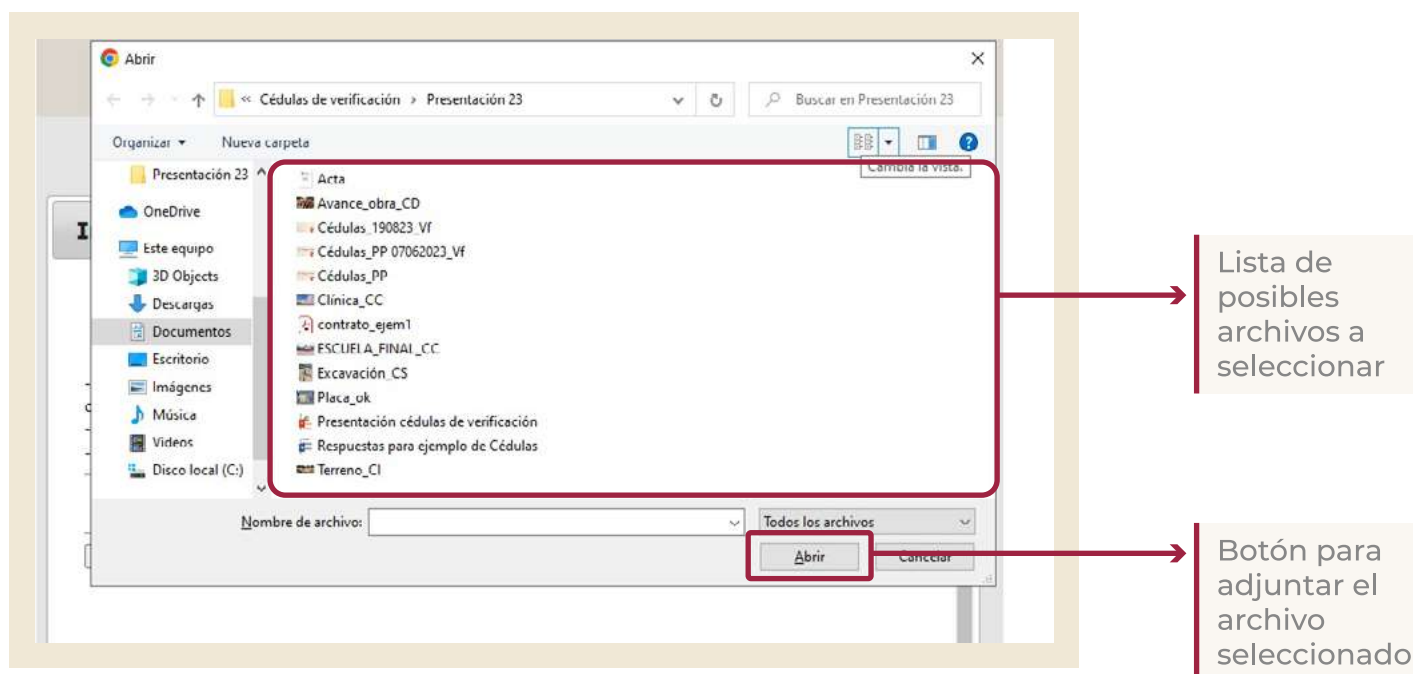 Abrir
« Cédulas de verificación › Presentación 23
Buscar en Presentación 23
Organizar
Nueva carpeta
Cambia la vista.
Presentación 23
OneDrive
Este equipo
3D Objects
Descargas
Documentos
Escritorio
Imágenes
Música
Videos
Disco local (C:)
Acta
Avance_obra_CD
Cédulas_190823_Vf
Cédulas_PP 07062023_Vf
Cédulas_PP
Clínica_CC
contrato_ejem1
ESCUELA_FINAL_CC
Excavación_CS
Placa_ok
Presentación cédulas de verificación
Respuestas para ejemplo de Cédulas
Terreno_CI
Nombre de archivo:
Todos los archivos
Abrir
Cancelar
Lista de
posibles
archivos a
seleccionar
Botón para
adjuntar el
archivo
seleccionado